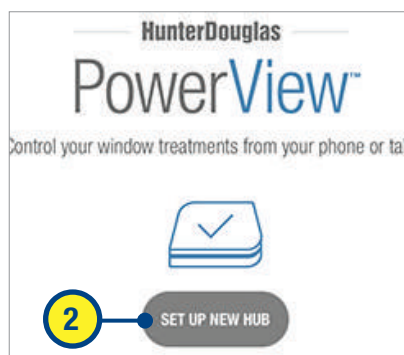 HunterDouglas
PowerView™
Control your window treatments from your phone or ta
2
SET UP NEW HUB